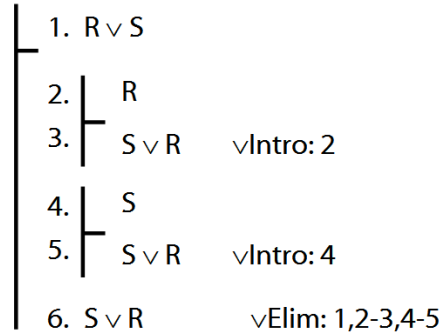 1. R ∨ S
2. R
3. S ∨ R ∨Intro: 2
4. S
5. S ∨ R ∨Intro: 4
6. S ∨ R ∨Elim: 1,2-3,4-5